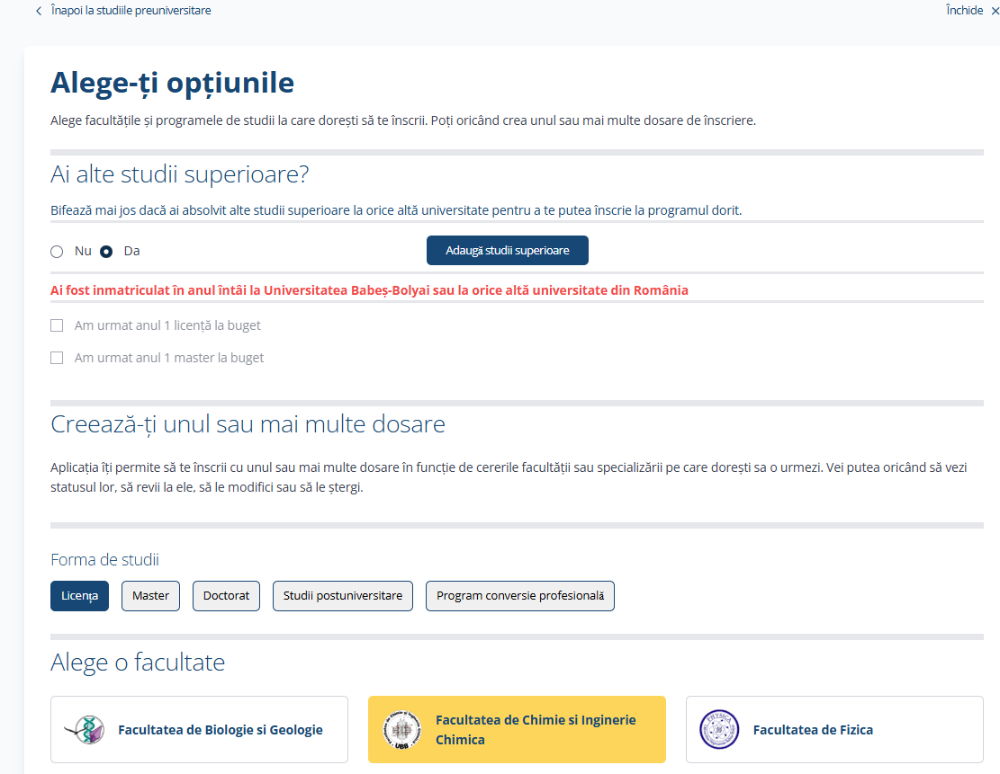 Înapoi la studiile preuniversitare
Închide
Alege-ți opțiunile
Alege facultățile și programele de studii la care dorești să te înscrii. Poți oricând crea unul sau mai multe dosare de înscriere.
Ai alte studii superioare?
Bifează mai jos dacă ai absolvit alte studii superioare la orice altă universitate pentru a te putea înscrie la programul dorit.
Nu Da Adaugă studii superioare
Ai fost inmatriculat în anul întâi la Universitatea Babeș-Bolyai sau la orice altă universitate din România
Am urmat anul 1 licență la buget
Am urmat anul 1 master la buget
Creează-ți unul sau mai multe dosare
Aplicația îți permite să te înscrii cu unul sau mai multe dosare în funcție de cererile facultății sau specializării pe care dorești sa o urmezi. Vei putea oricând să vezi
statusul lor, să revii la ele, să le modifici sau să le ștergi.
Forma de studii
Licența Master Doctorat Studii postuniversitare Program conversie profesională
Alege o facultate
Facultatea de Biologie si Geologie
Facultatea de Chimie si Inginerie
Chimica
UBB
Facultatea de Fizica